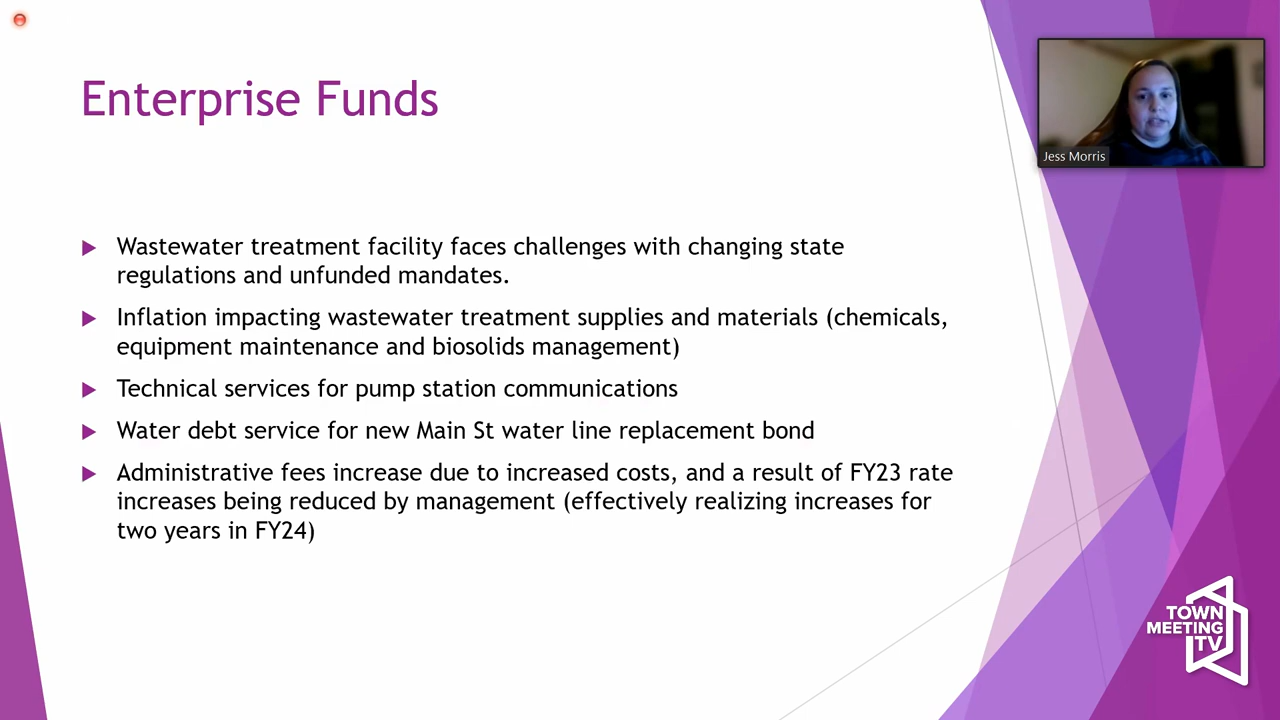 Enterprise Funds
Jess Morris
Wastewater treatment facility faces challenges with changing state
regulations and unfunded mandates.
Inflation impacting wastewater treatment supplies and materials (chemicals,
equipment maintenance and biosolids management)
Technical services for pump station communications
Water debt service for new Main St water line replacement bond
Administrative fees increase due to increased costs, and a result of FY23 rate
increases being reduced by management (effectively realizing increases for
two years in FY24)
TOWN
MEETING
TV